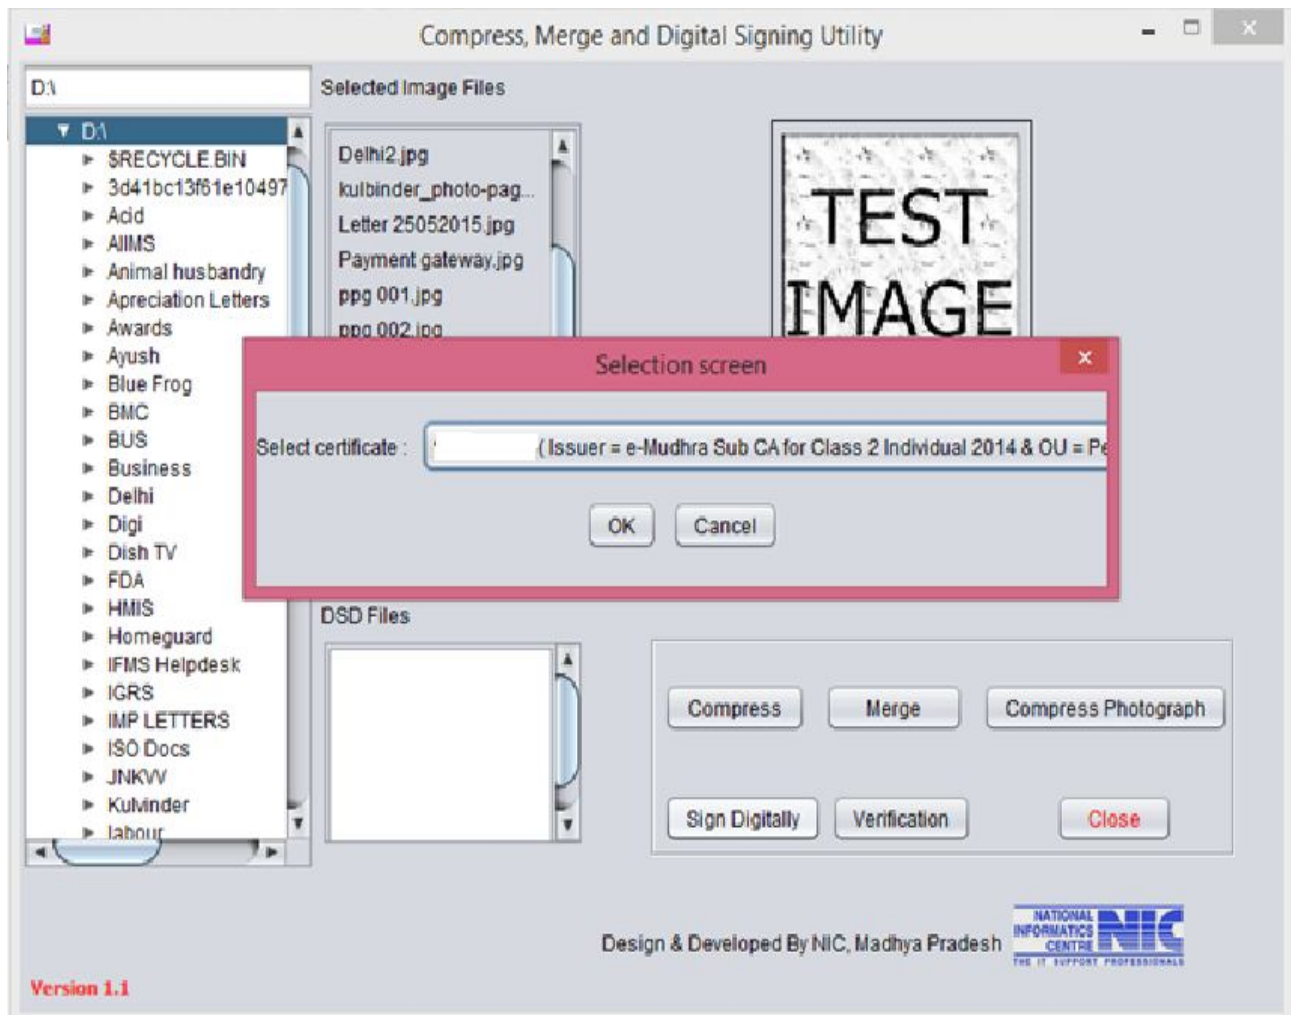 Compress, Merge and Digital Signing Utility
D:\
Selected Image Files
D:\
$RECYCLE.BIN
3d41bc13f61e10497
Acid
AIIMS
Animal husbandry
Apreciation Letters
Awards
Ayush
Blue Frog
BMC
BUS
Business
Delhi
Digi
Dish TV
FDA
HMIS
Homeguard
IFMS Helpdesk
IGRS
IMP LETTERS
ISO Docs
JNKVV
Kulvinder
labour
Delhi2.jpg
kulbinder_photo-pag...
Letter 25052015.jpg
Payment gateway.jpg
ppg 001.jpg
ppg 002.jpg
TEST
IMAGE
Selection screen
Select certificate :
( Issuer = e-Mudhra Sub CA for Class 2 Individual 2014 & OU = Pe
OK
Cancel
DSD Files
Compress
Merge
Compress Photograph
Sign Digitally
Verification
Close
Design & Developed By NIC, Madhya Pradesh
NATIONAL
INFORMATICS
CENTRE
NIC
THE IT SUPPORT PROFESSIONALS
Version 1.1